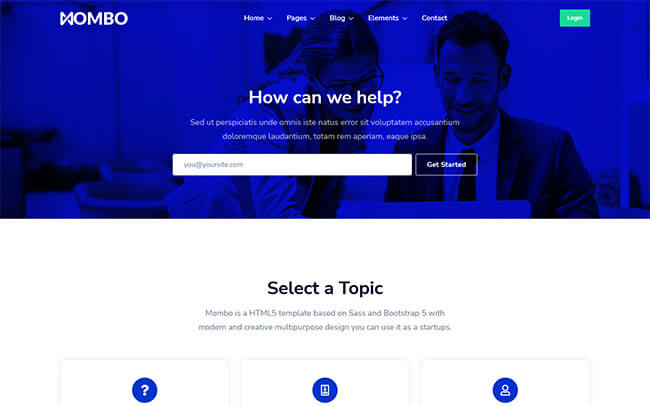 MOMBO
Home Pages Blog Elements Contact
Login
How can we help?
Sed ut perspiciatis unde omnis iste natus error sit voluptatem accusantium
doloremque laudantium, totam rem aperiam, eaque ipsa.
you@yoursite.com
Get Started
Select a Topic
Mombo is a HTML5 template based on Sass and Bootstrap 5 with
modern and creative multipurpose design you can use it as a startups.
?